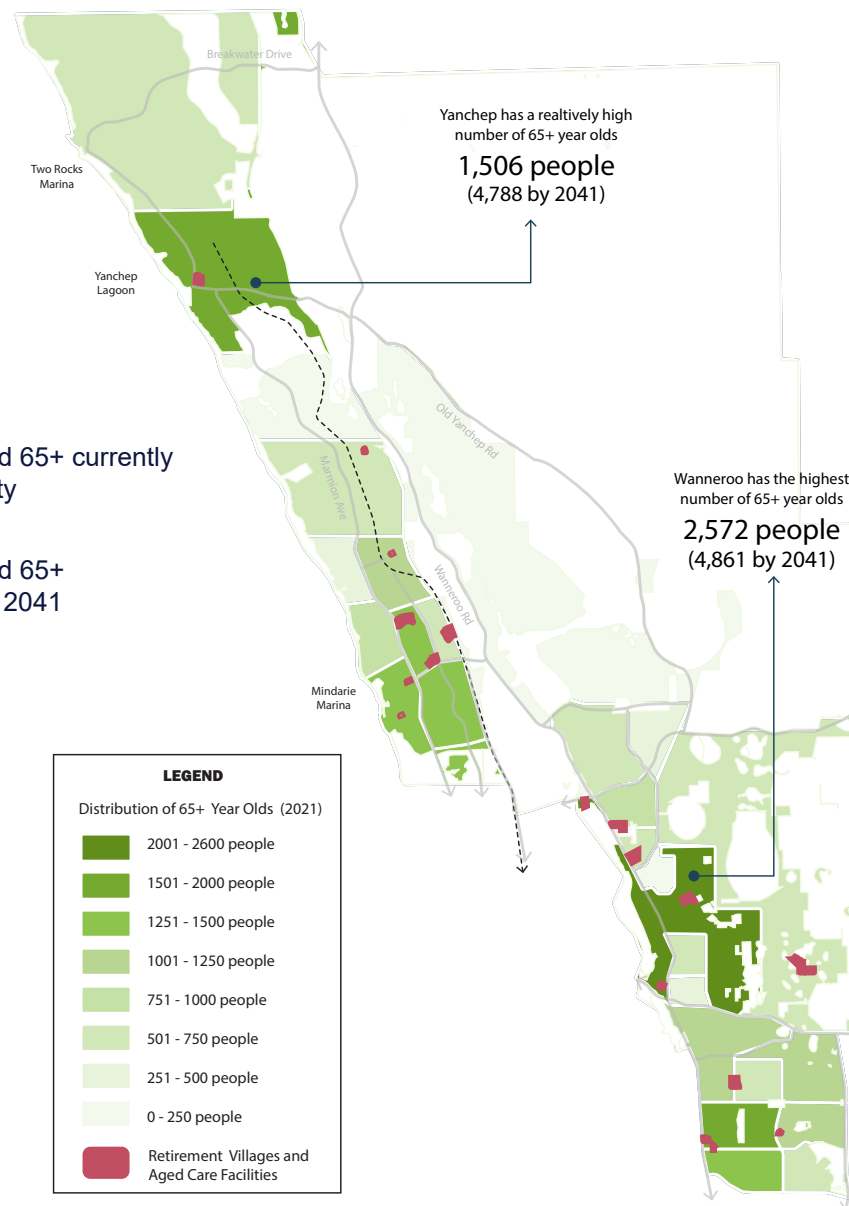 Breakwater Drive
Yanchep has a realtively high
number of 65+ year olds
1,506 people
(4,788 by 2041)
Two Rocks
Marina
Yanchep
Lagoon
Old Yanchep Rd
d 65+ currently
ty
Marmion Ave
Wanneroo has the highest
number of 65+ year olds
2,572 people
(4,861 by 2041)
d 65+
2041
Wanneroo Rd
Mindarie
Marina
LEGEND
Distribution of 65+ Year Olds (2021)
2001 - 2600 people
1501 - 2000 people
1251 - 1500 people
1001 - 1250 people
751 - 1000 people
501 - 750 people
251 - 500 people
0 - 250 people
Retirement Villages and
Aged Care Facilities